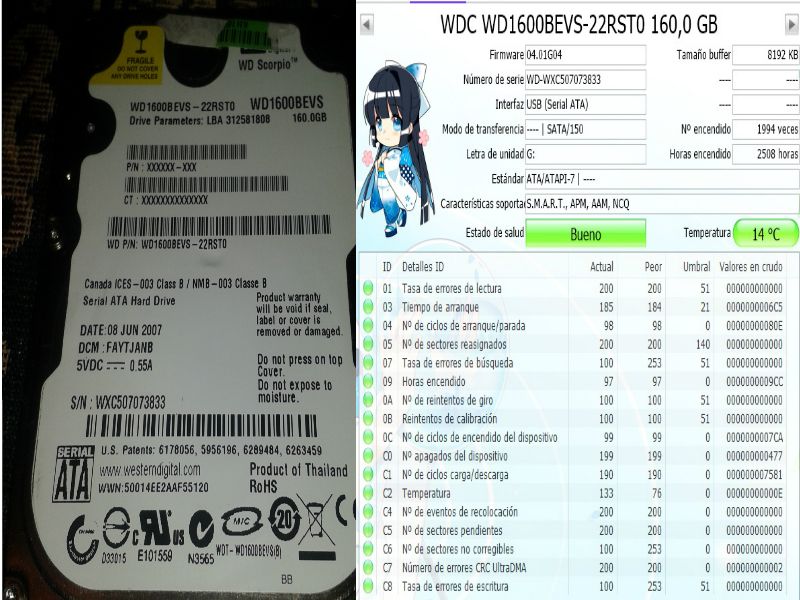 FRAGILE
DO NOT COVER
ANY DRIVE HOLES
WD Scorpio™
WD1600BEVS-22RST0 WD1600BEVS
Drive Parameters: LBA 312581808 160.0GB
P/N : XXXXXX-XXX
CT : XXXXXXXXXXXXXX
WD P/N: WD1600BEVS-22RST0
Canada ICES-003 Class B / NMB-003 Classe B
Serial ATA Hard Drive
Product warranty
will be void if seal,
label or cover is
removed or damaged.
DATE: 08 JUN 2007
DCM : FAYTJANB
5VDC 0.55A
Do not press on top
Cover.
Do not expose to
moisture.
S/N : WXC507073833
U.S. Patents: 6178056, 5956196, 6289484, 6263459
SERIAL
ATA
www.westerndigital.com
WWN:50014EE2AAF55120
Product of Thailand
RoHS
MIC
20
D33015 E101559 N3565 WDT-WD1600BEVS(B)
BB
WDC WD1600BEVS-22RST0 160,0 GB
Firmware 04.01G04 Tamaño buffer 8192 KB
Número de serie WD-WXC507073833 ---- ----
Interfaz USB (Serial ATA) ---- ----
Modo de transferencia ---- | SATA/150 Nº encendido 1994 veces
Letra de unidad G: Horas encendido 2508 horas
Estándar ATA/ATAPI-7 | ----
Características soporta S.M.A.R.T., APM, AAM, NCQ
Estado de salud Bueno Temperatura 14 °C
ID Detalles ID Actual Peor Umbral Valores en crudo
01 Tasa de errores de lectura 200 200 51 000000000000
03 Tiempo de arranque 185 184 21 0000000006C5
04 Nº de ciclos de arranque/parada 98 98 0 00000000080E
05 Nº de sectores reasignados 200 200 140 000000000000
07 Tasa de errores de búsqueda 100 253 51 000000000000
09 Horas encendido 97 97 0 0000000009CC
0A Nº de reintentos de giro 100 100 51 000000000000
0B Reintentos de calibración 100 100 51 000000000000
0C Nº de ciclos de encendido del dispositivo 99 99 0 0000000007CA
C0 Nº apagados del dispositivo 199 199 0 000000000477
C1 Nº de ciclos carga/descarga 190 190 0 000000007581
C2 Temperatura 133 76 0 00000000000E
C4 Nº de eventos de recolocación 200 200 0 000000000000
C5 Nº de sectores pendientes 200 200 0 000000000000
C6 Nº de sectores no corregibles 100 253 0 000000000000
C7 Número de errores CRC UltraDMA 200 200 0 000000000002
C8 Tasa de errores de escritura 100 253 51 000000000000